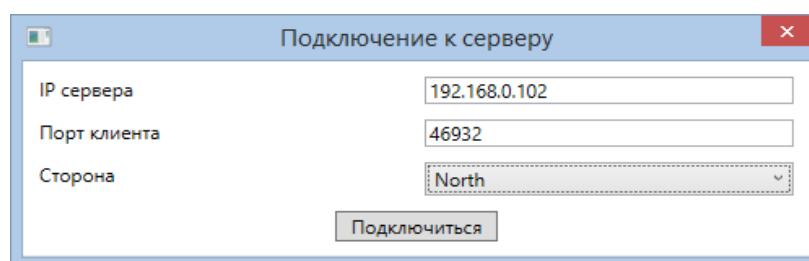 Подключение к серверу
IP сервера 192.168.0.102
Порт клиента 46932
Сторона North
Подключиться